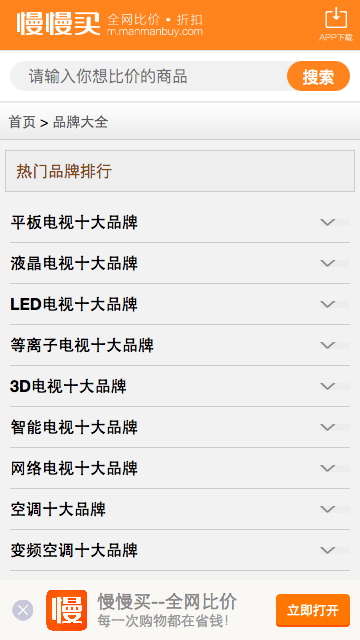 慢慢买 全网比价·折扣
m.manmanbuy.com
APP下载
请输入你想比价的商品 搜索
首页 > 品牌大全
热门品牌排行
平板电视十大品牌
液晶电视十大品牌
LED电视十大品牌
等离子电视十大品牌
3D电视十大品牌
智能电视十大品牌
网络电视十大品牌
空调十大品牌
变频空调十大品牌
慢 慢慢买--全网比价
每一次购物都在省钱！
立即打开